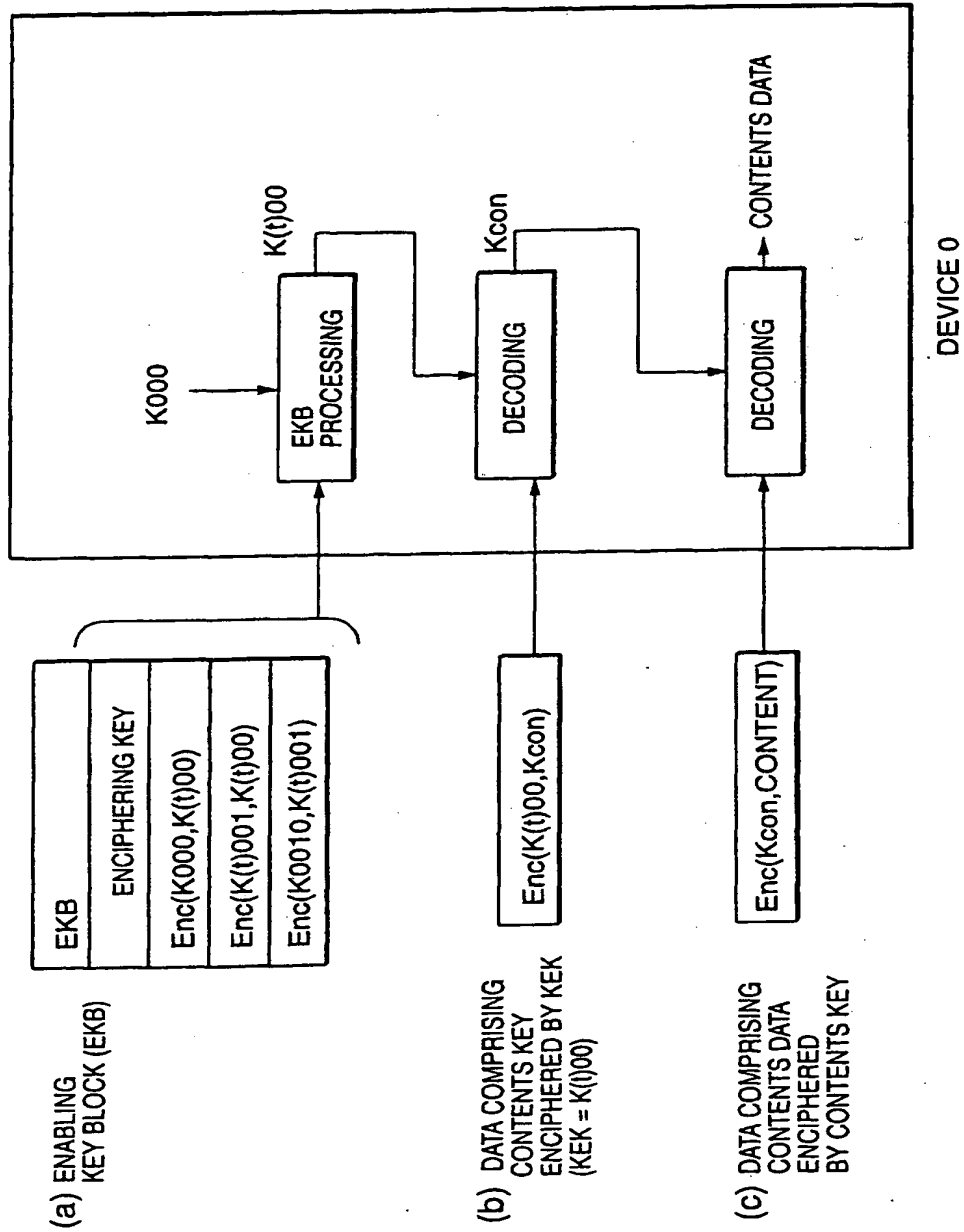 (a) ENABLING
KEY BLOCK (EKB)
EKB
ENCIPHERING KEY
Enc(K000,K(t)00)
Enc(K(t)001,K(t)00)
Enc(K0010,K(t)001)
K000
EKB
PROCESSING
K(t)00
(b) DATA COMPRISING
CONTENTS KEY
ENCIPHERED BY KEK
(KEK = K(t)00)
Enc(K(t)00,Kcon)
DECODING
Kcon
(c) DATA COMPRISING
CONTENTS DATA
ENCIPHERED
BY CONTENTS KEY
Enc(Kcon,CONTENT)
DECODING
CONTENTS DATA
DEVICE 0